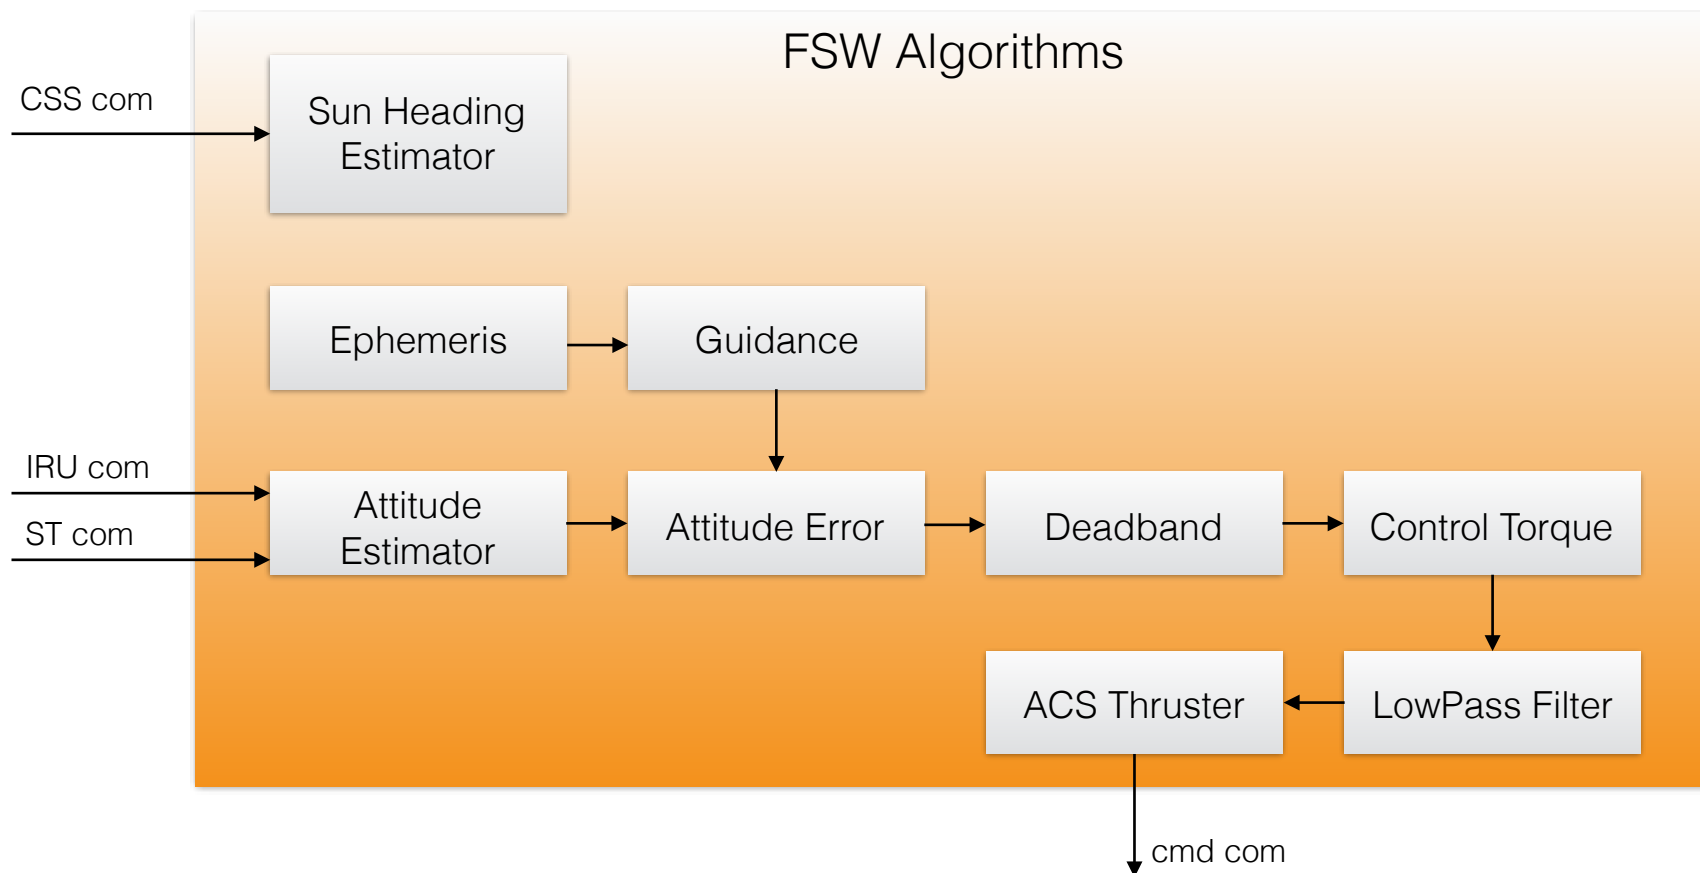 FSW Algorithms
CSS com
Sun Heading
Estimator
Ephemeris
Guidance
IRU com
ST com
Attitude
Estimator
Attitude Error
Deadband
Control Torque
ACS Thruster
LowPass Filter
cmd com